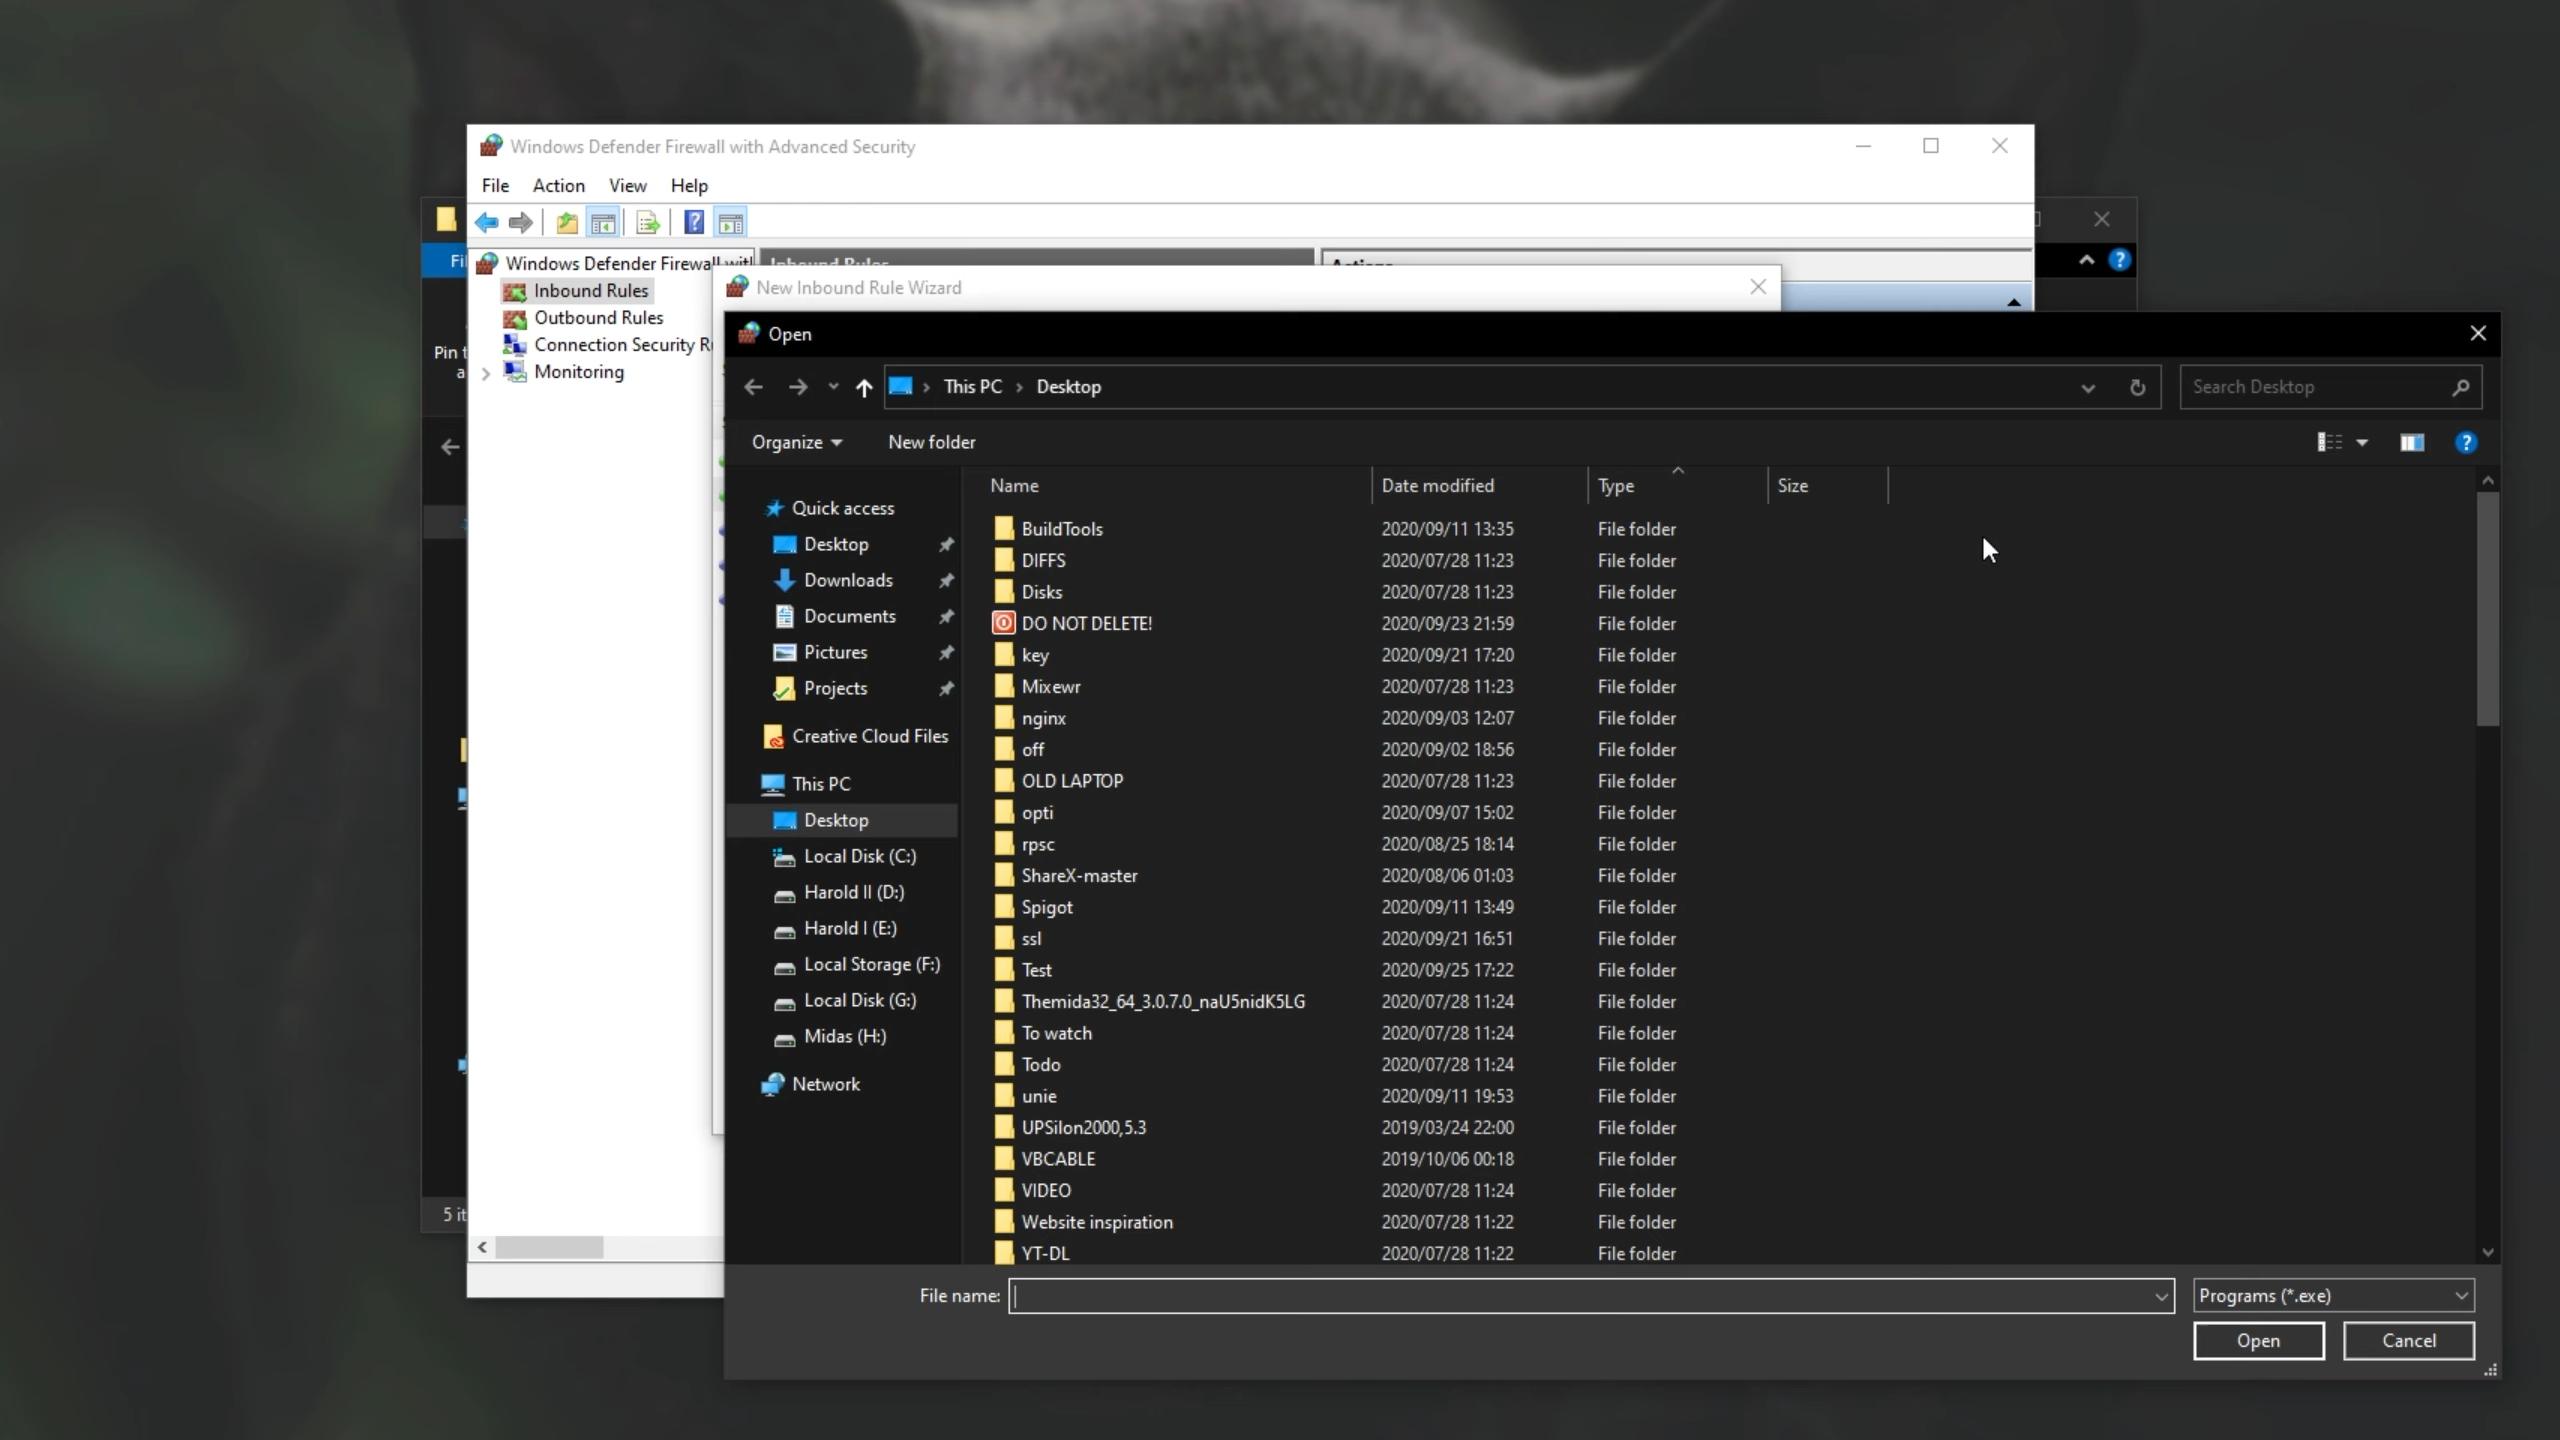 Windows Defender Firewall with Advanced Security
File Action View Help
Fi
Windows Defender Firewall with
Inbound Rules
Actions
Inbound Rules
Outbound Rules
Connection Security R
Monitoring
Pin t
a
New Inbound Rule Wizard
Open
This PC Desktop
Search Desktop
Organize New folder
Name Date modified Type Size
Quick access
Desktop
Downloads
Documents
Pictures
Projects
Creative Cloud Files
This PC
Desktop
Local Disk (C:)
Harold II (D:)
Harold I (E:)
Local Storage (F:)
Local Disk (G:)
Midas (H:)
Network
BuildTools 2020/09/11 13:35 File folder
DIFFS 2020/07/28 11:23 File folder
Disks 2020/07/28 11:23 File folder
DO NOT DELETE! 2020/09/23 21:59 File folder
key 2020/09/21 17:20 File folder
Mixewr 2020/07/28 11:23 File folder
nginx 2020/09/03 12:07 File folder
off 2020/09/02 18:56 File folder
OLD LAPTOP 2020/07/28 11:23 File folder
opti 2020/09/07 15:02 File folder
rpsc 2020/08/25 18:14 File folder
ShareX-master 2020/08/06 01:03 File folder
Spigot 2020/09/11 13:49 File folder
ssl 2020/09/21 16:51 File folder
Test 2020/09/25 17:22 File folder
Themida32_64_3.0.7.0_naU5nidK5LG 2020/07/28 11:24 File folder
To watch 2020/07/28 11:24 File folder
Todo 2020/07/28 11:24 File folder
unie 2020/09/11 19:53 File folder
UPSilon2000,5.3 2019/03/24 22:00 File folder
VBCABLE 2019/10/06 00:18 File folder
VIDEO 2020/07/28 11:24 File folder
Website inspiration 2020/07/28 11:22 File folder
YT-DL 2020/07/28 11:22 File folder
5 it
File name:
Programs (*.exe)
Open Cancel